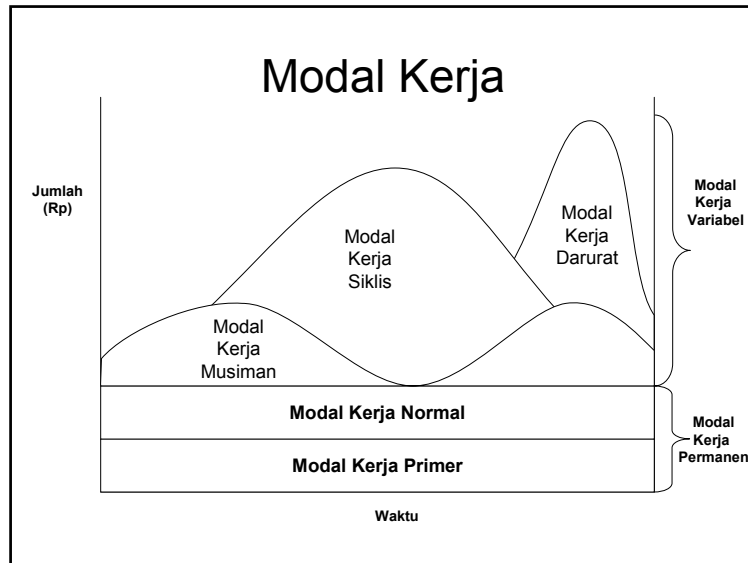 Modal Kerja
Jumlah
(Rp)
Modal
Kerja
Variabel
Modal
Kerja
Darurat
Modal
Kerja
Siklis
Modal
Kerja
Musiman
Modal Kerja Normal
Modal
Kerja
Permanen
Modal Kerja Primer
Waktu